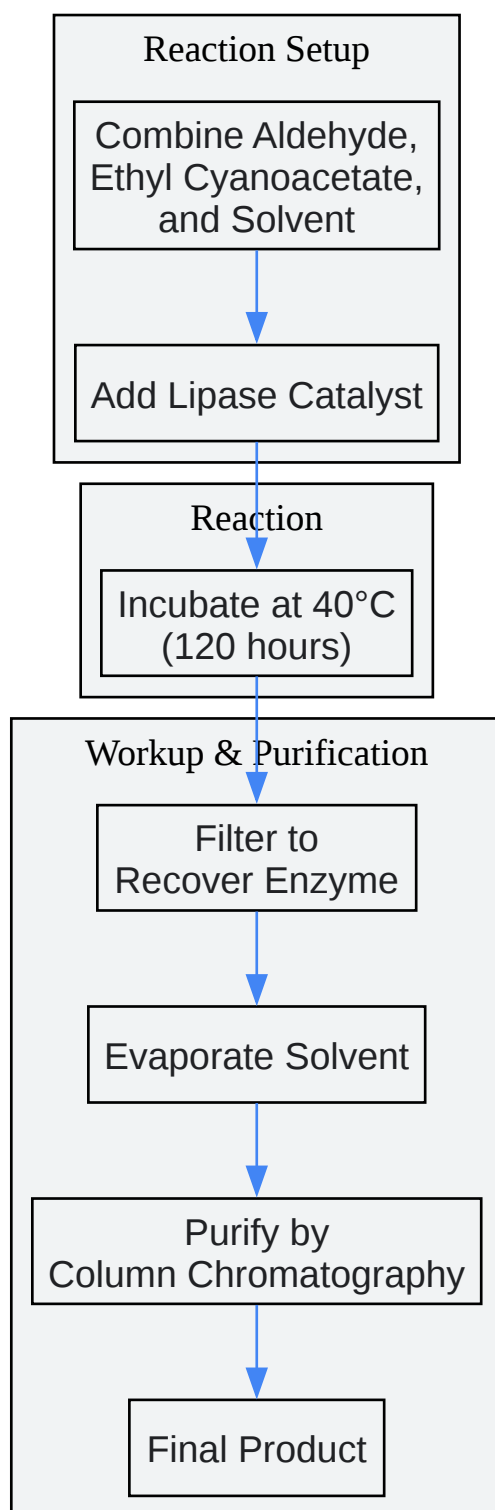 Reaction Setup
Combine Aldehyde,
Ethyl Cyanoacetate,
and Solvent
Add Lipase Catalyst
Reaction
Incubate at 40°C
(120 hours)
Workup & Purification
Filter to
Recover Enzyme
Evaporate Solvent
Purify by
Column Chromatography
Final Product